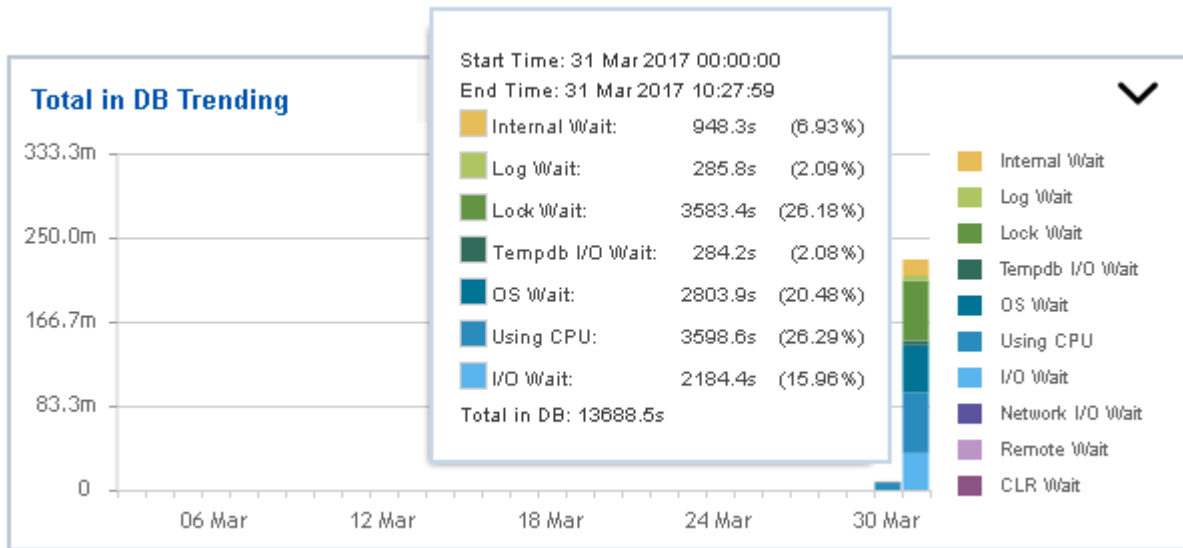 Start Time: 31 Mar 2017 00:00:00
End Time: 31 Mar 2017 10:27:59
Internal Wait: 948.3s (6.93%)
Log Wait: 285.8s (2.09%)
Lock Wait: 3583.4s (26.18%)
Tempdb I/O Wait: 284.2s (2.08%)
OS Wait: 2803.9s (20.48%)
Using CPU: 3598.6s (26.29%)
I/O Wait: 2184.4s (15.96%)
Total in DB: 13688.5s
Total in DB Trending
333.3m
250.0m
166.7m
83.3m
0
06 Mar 12 Mar 18 Mar 24 Mar 30 Mar
Internal Wait
Log Wait
Lock Wait
Tempdb I/O Wait
OS Wait
Using CPU
I/O Wait
Network I/O Wait
Remote Wait
CLR Wait